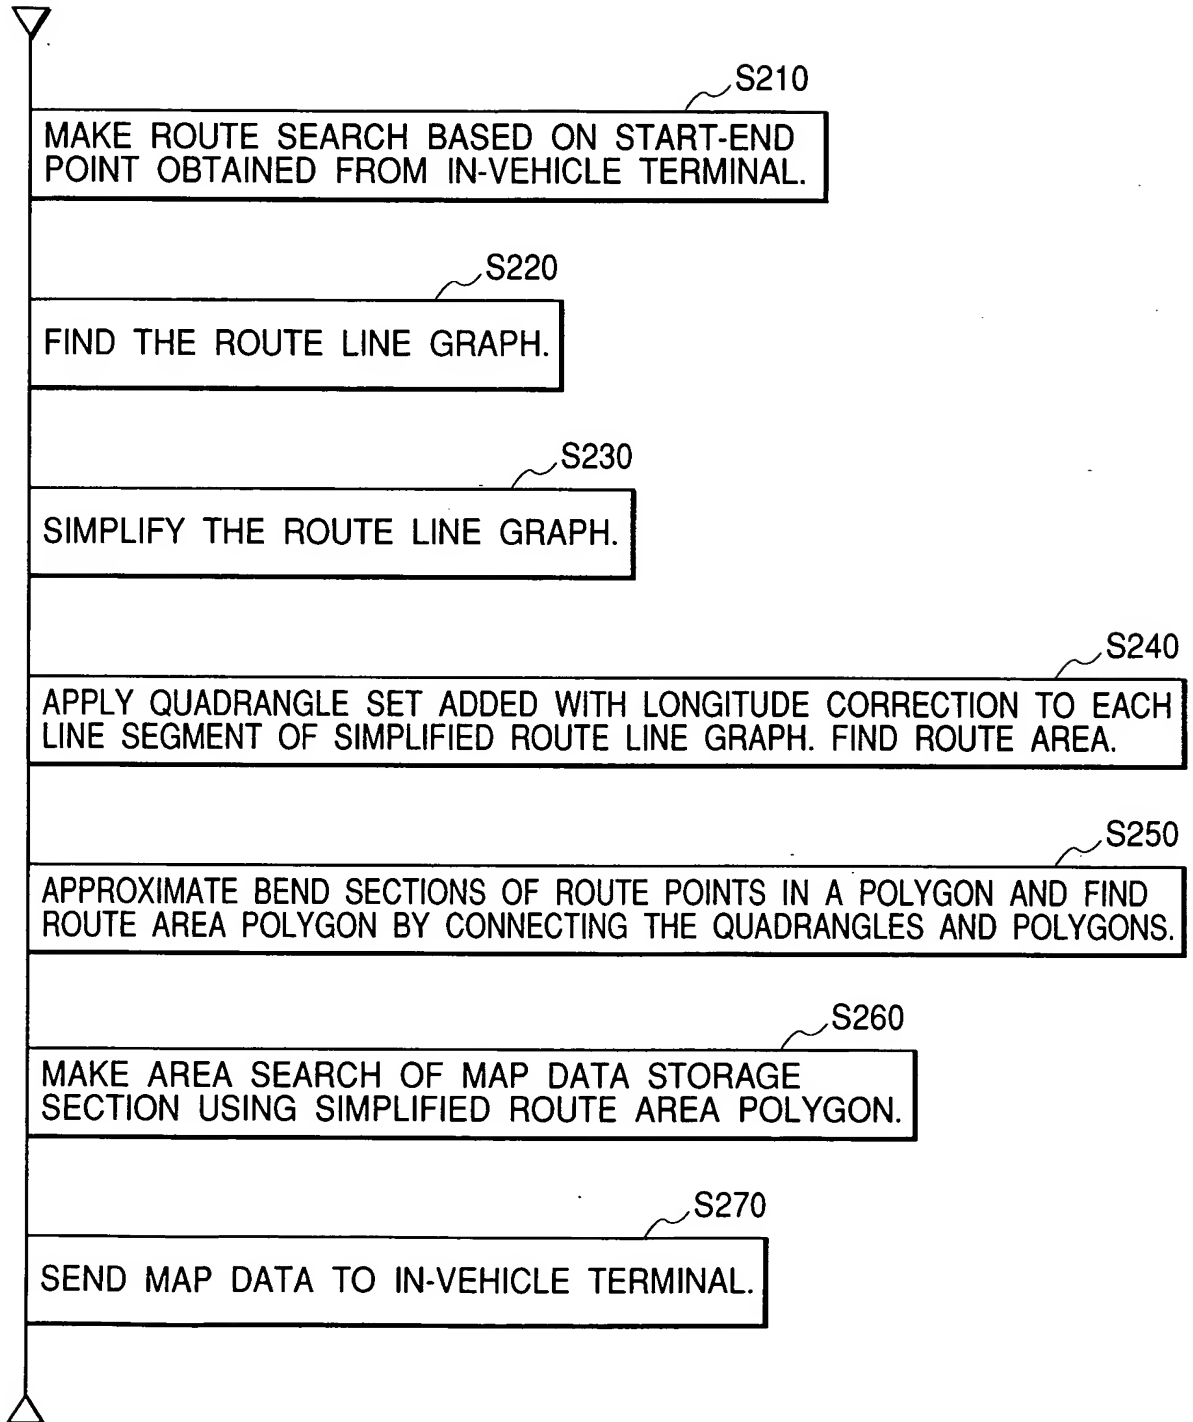 S210
MAKE ROUTE SEARCH BASED ON START-END
POINT OBTAINED FROM IN-VEHICLE TERMINAL.
S220
FIND THE ROUTE LINE GRAPH.
S230
SIMPLIFY THE ROUTE LINE GRAPH.
S240
APPLY QUADRANGLE SET ADDED WITH LONGITUDE CORRECTION TO EACH
LINE SEGMENT OF SIMPLIFIED ROUTE LINE GRAPH. FIND ROUTE AREA.
S250
APPROXIMATE BEND SECTIONS OF ROUTE POINTS IN A POLYGON AND FIND
ROUTE AREA POLYGON BY CONNECTING THE QUADRANGLES AND POLYGONS.
S260
MAKE AREA SEARCH OF MAP DATA STORAGE
SECTION USING SIMPLIFIED ROUTE AREA POLYGON.
S270
SEND MAP DATA TO IN-VEHICLE TERMINAL.